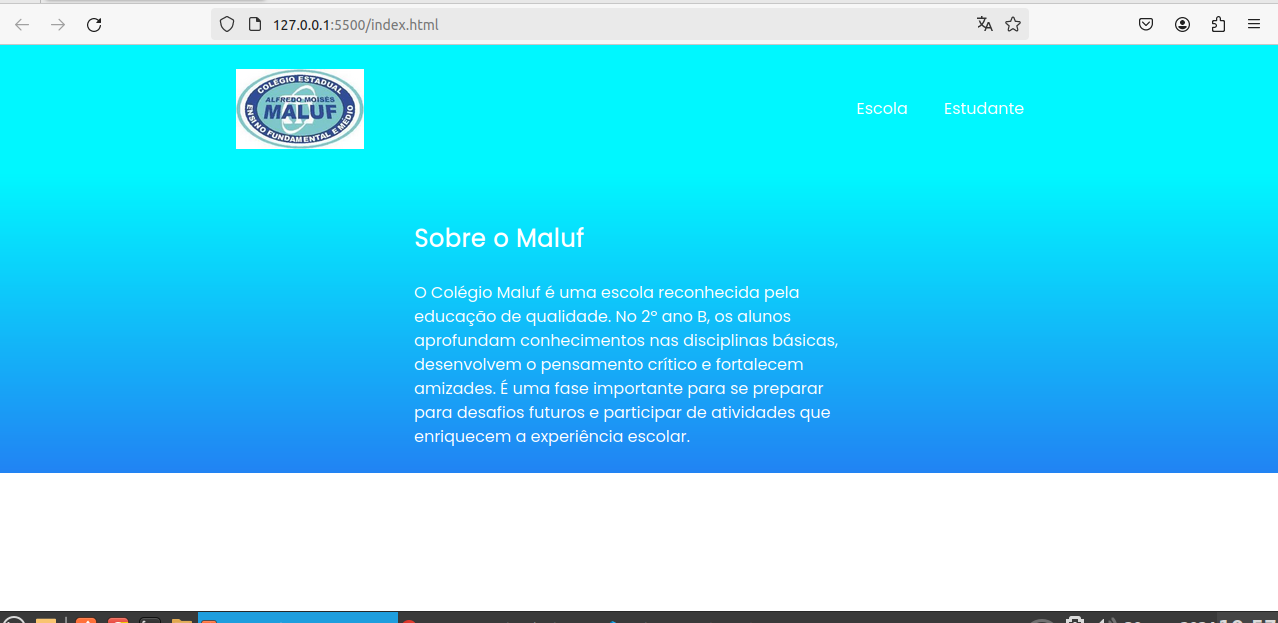 127.0.0.1:5500/index.html
COLÉGIO ESTADUAL
ALFREDO MOISÉS
MALUF
ENSINO FUNDAMENTAL E MÉDIO
Escola
Estudante
Sobre o Maluf
O Colégio Maluf é uma escola reconhecida pela
educação de qualidade. No 2º ano B, os alunos
aprofundam conhecimentos nas disciplinas básicas,
desenvolvem o pensamento crítico e fortalecem
amizades. É uma fase importante para se preparar
para desafios futuros e participar de atividades que
enriquecem a experiência escolar.